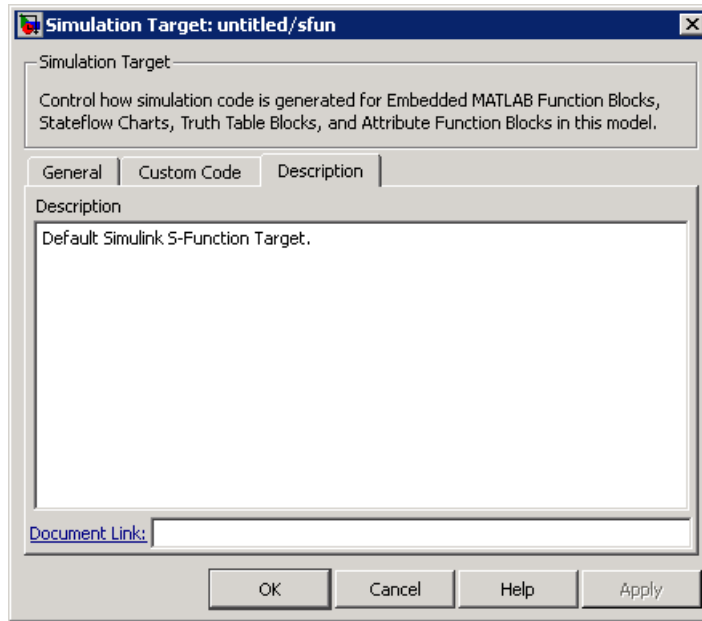 Simulation Target: untitled/sfun
Simulation Target
Control how simulation code is generated for Embedded MATLAB Function Blocks,
Stateflow Charts, Truth Table Blocks, and Attribute Function Blocks in this model.
General Custom Code Description
Description
Default Simulink S-Function Target.
Document Link:
OK Cancel Help Apply